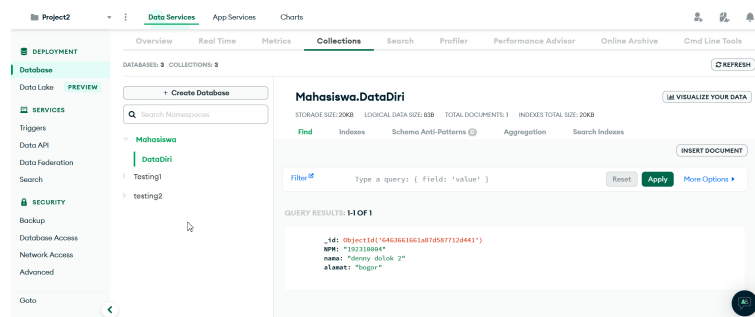 Project2
Data Services App Services Charts
DEPLOYMENT
Database
Data Lake PREVIEW
SERVICES
Triggers
Data API
Data Federation
Search
SECURITY
Backup
Database Access
Network Access
Advanced
Goto
Overview Real Time Metrics Collections Search Profiler Performance Advisor Online Archive Cmd Line Tools
DATABASES: 3 COLLECTIONS: 3
REFRESH
+ Create Database
Search Namespaces
Mahasiswa
DataDiri
Testing1
testing2
Mahasiswa.DataDiri
VISUALIZE YOUR DATA
STORAGE SIZE: 20KB LOGICAL DATA SIZE: 83B TOTAL DOCUMENTS: 1 INDEXES TOTAL SIZE: 20KB
Find Indexes Schema Anti-Patterns 0 Aggregation Search Indexes
INSERT DOCUMENT
Filter Type a query: { field: 'value' } Reset Apply More Options
QUERY RESULTS: 1-1 OF 1
_id: ObjectId('6463661661a87d587712d441')
NPM: "192310004"
nama: "denny dolok 2"
alamat: "bogor"